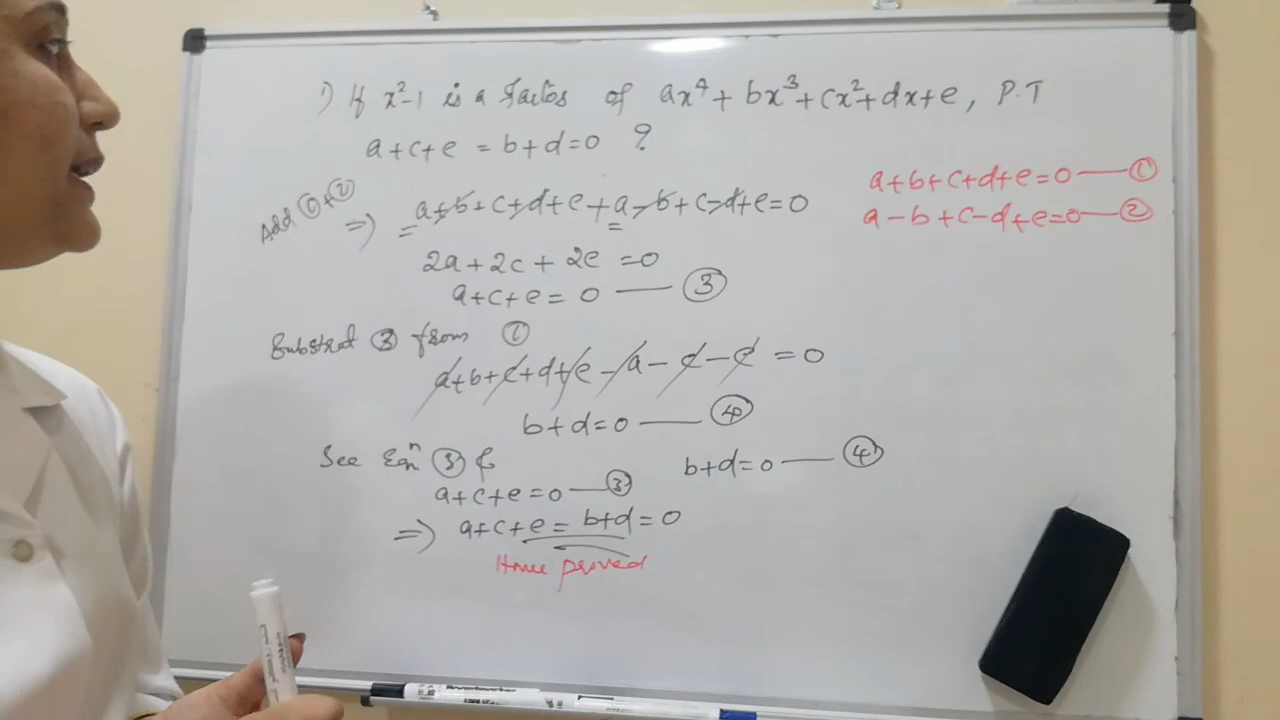 1) If x²-1 is a factor of ax⁴+bx³+cx²+dx+e, P.T
a+c+e = b+d=0 ?
a+b+c+d+e=0 — ①
a-b+c-d+e=0 — ②
Add ①+②
=> a+b+c+d+e+a-b+c-d+e=0
2a+2c+2e=0
a+c+e=0 — ③
Substrat ③ from ①
a+b+c+d+e-a-c-e=0
b+d=0 — ④
See Eqn ③ &
b+d=0 — ④
a+c+e=0 — ③
=> a+c+e=b+d=0
Hence proved